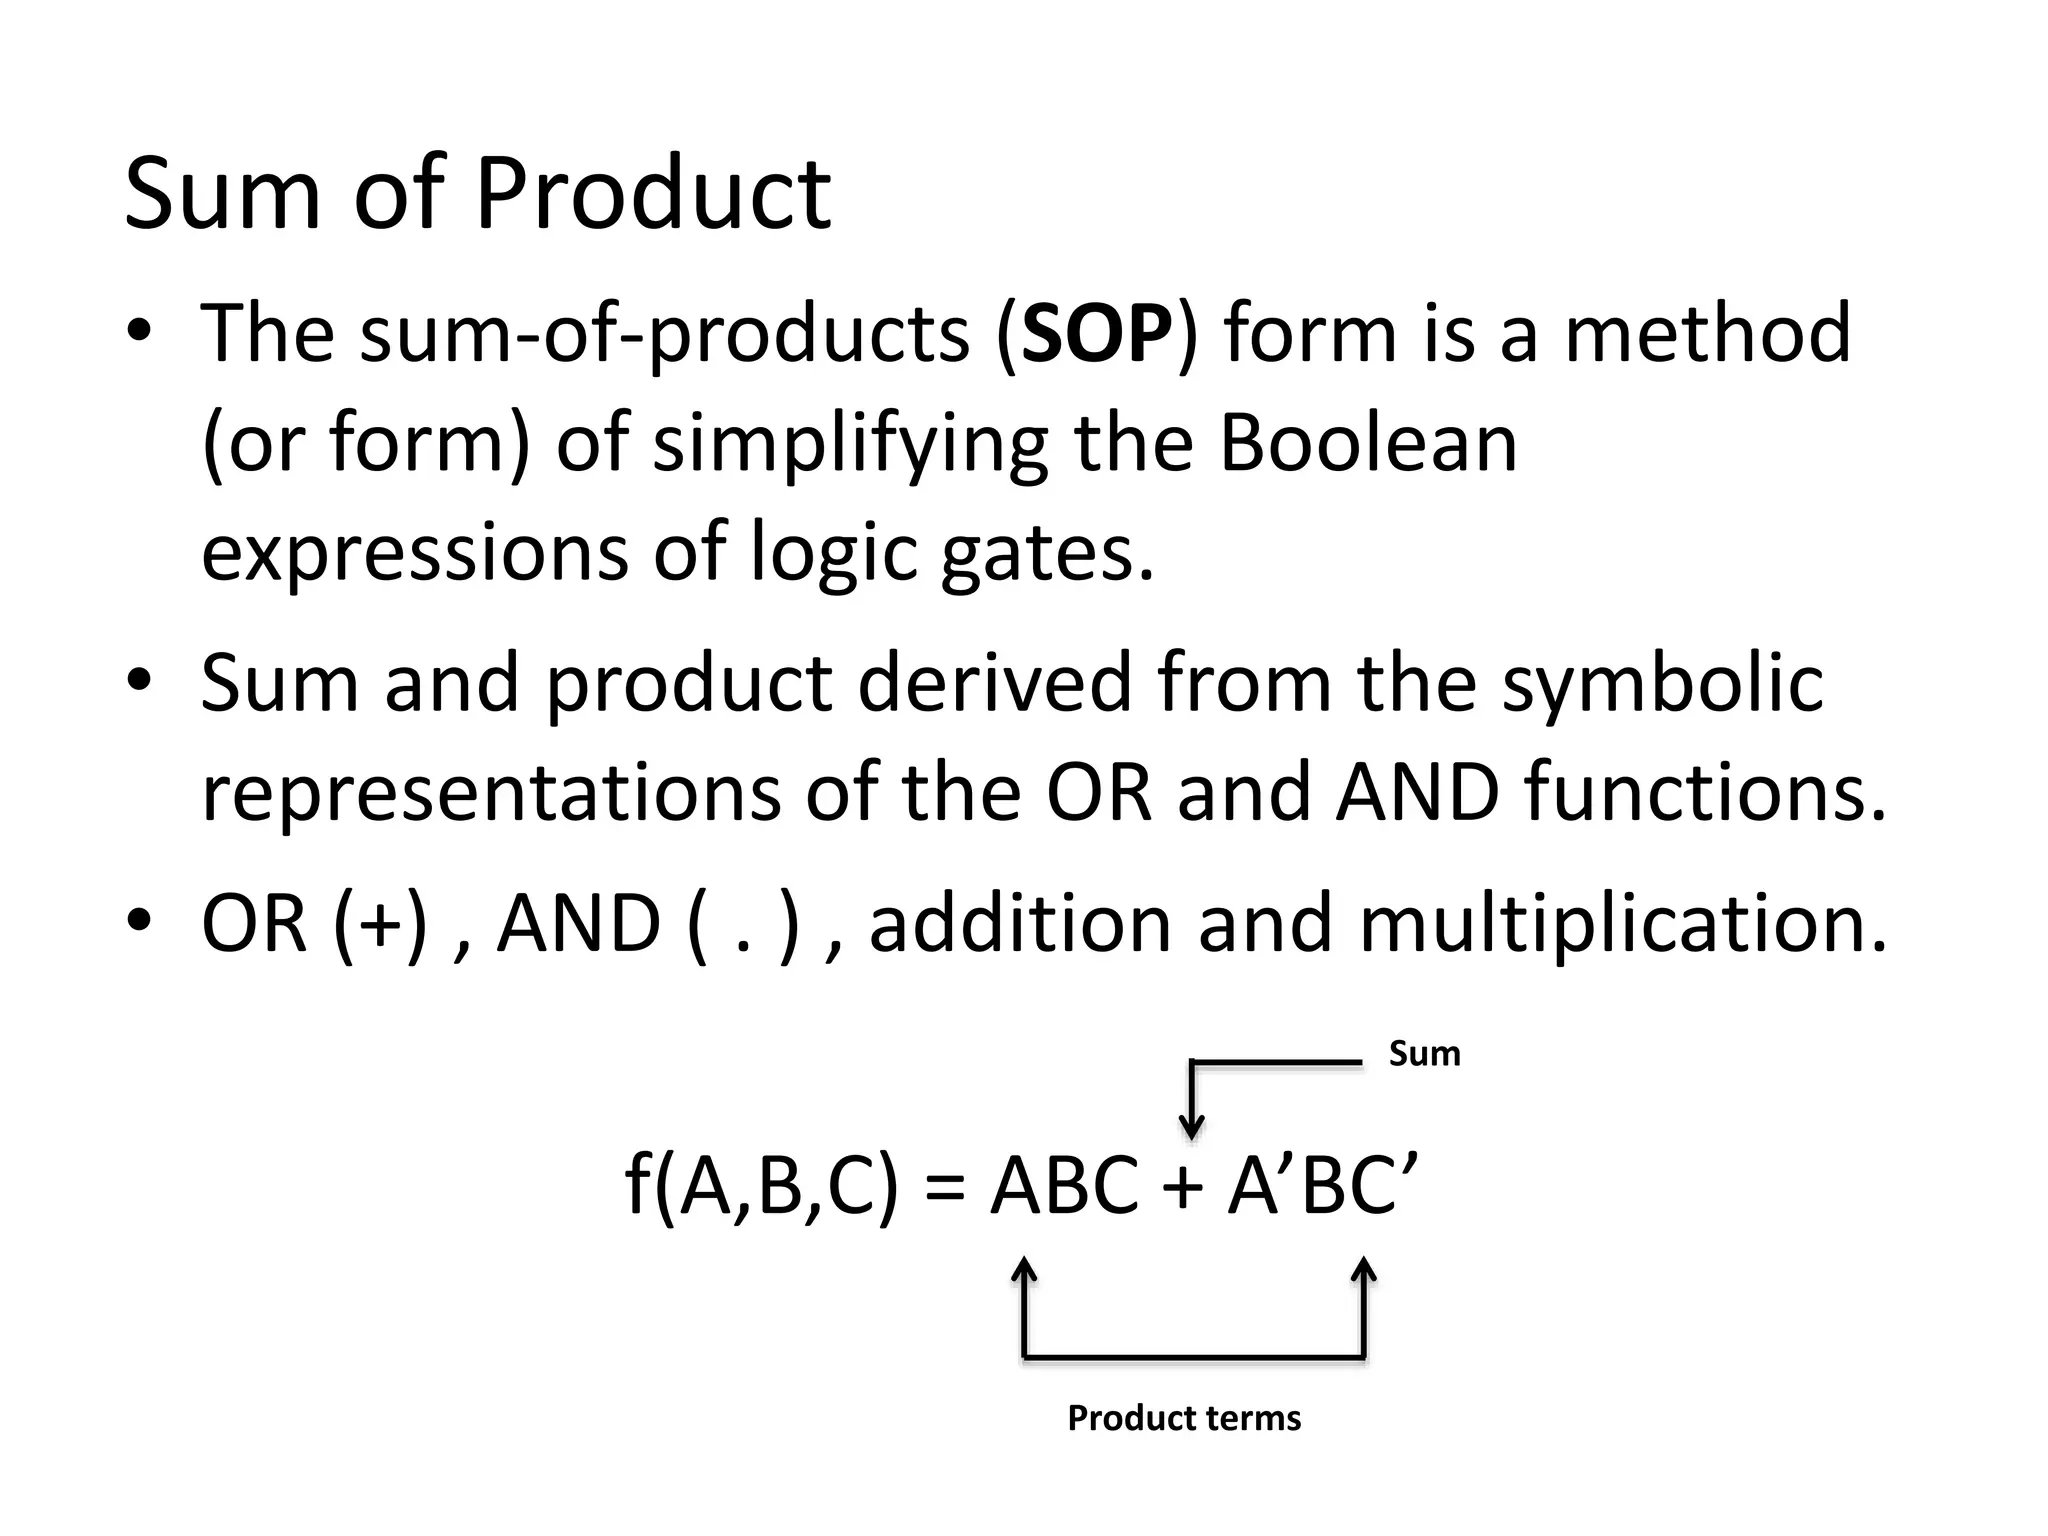 Sum of Product
• The sum-of-products (SOP) form is a method
(or form) of simplifying the Boolean
expressions of logic gates.
• Sum and product derived from the symbolic
representations of the OR and AND functions.
• OR (+) , AND ( . ) , addition and multiplication.
Sum
f(A,B,C) = ABC + A’BC’
Product terms